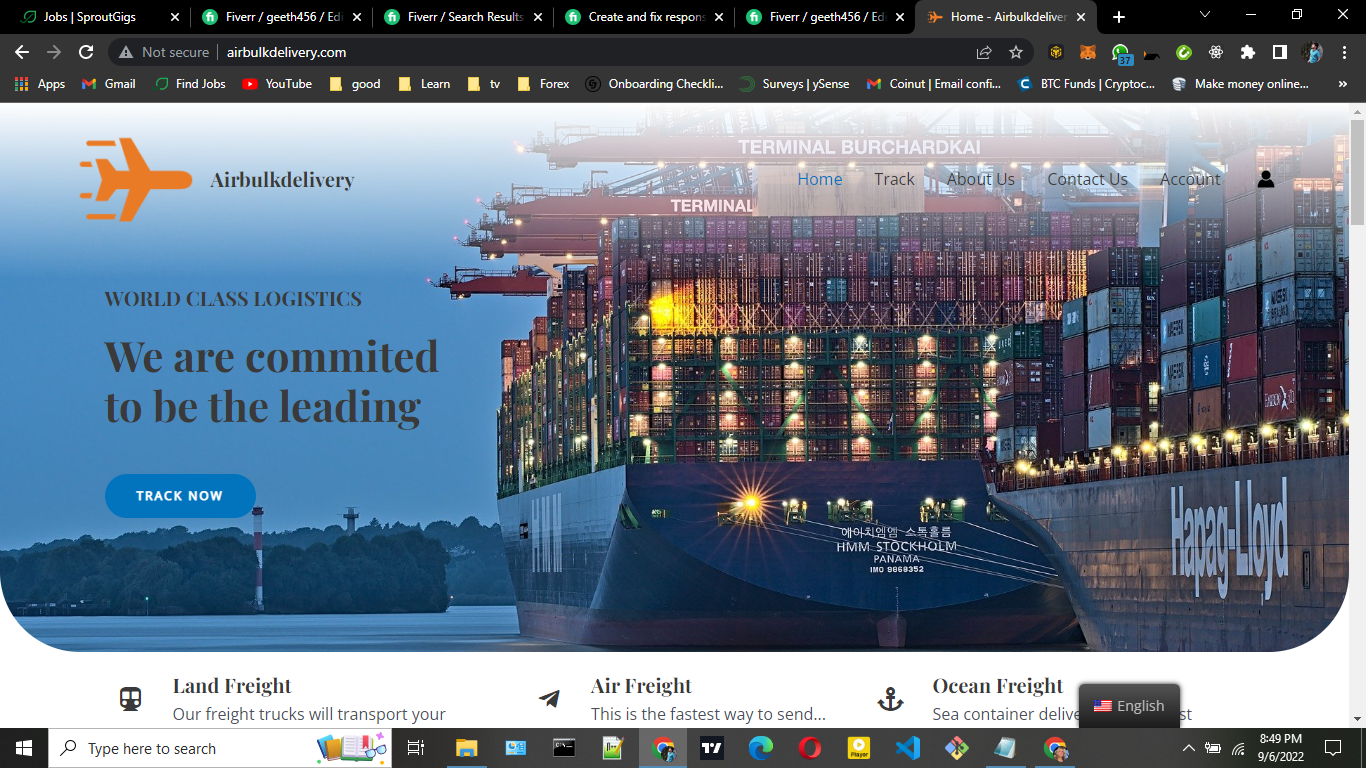 Jobs | SproutGigs
Fiverr / geeth456 / Edi
Fiverr / Search Results
Create and fix respons
Fiverr / geeth456 / Edi
Home - Airbulkdeliver
Not secure
airbulkdelivery.com
37
Apps
Gmail
Find Jobs
YouTube
good
Learn
tv
Forex
Onboarding Checkli...
Surveys | ySense
Coinut | Email confi...
BTC Funds | Cryptoc...
Make money online...
»
TERMINAL BURCHARDKAI
Airbulkdelivery
Home
Track
About Us
Contact Us
Account
TERMINAL
WORLD CLASS LOGISTICS
We are commited
to be the leading
TRACK NOW
에이치엠엠 스톡홀름
HMM STOCKHOLM
PANAMA
IMO 9868352
Hapag-Lloyd
Land Freight
Our freight trucks will transport your
Air Freight
This is the fastest way to send...
Ocean Freight
Sea container delive
English
Type here to search
Player
8:49 PM
9/6/2022